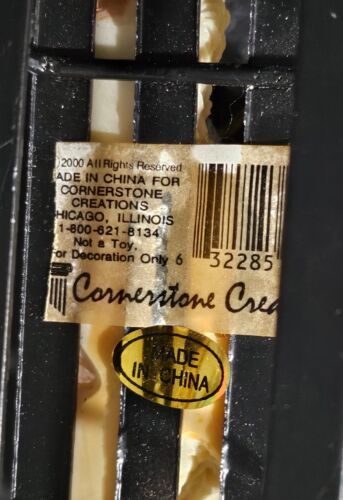 ©2000 All Rights Reserved
ADE IN CHINA FOR
CORNERSTONE
CREATIONS
HICAGO, ILLINOIS
1-800-621-8134
Not a Toy,
or Decoration Only 6
32285
Cornerstone Crea
MADE
IN CHINA